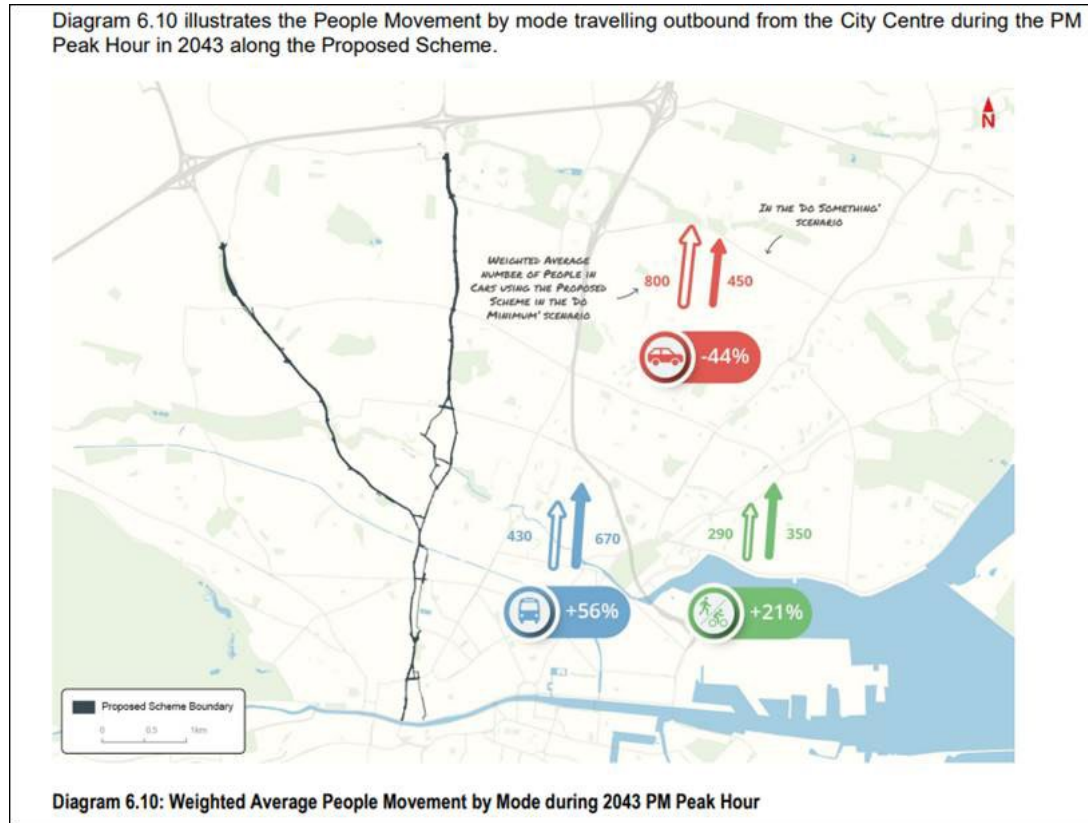 Diagram 6.10 illustrates the People Movement by mode travelling outbound from the City Centre during the PM
Peak Hour in 2043 along the Proposed Scheme.
N
IN THE 'DO SOMETHING'
SCENARIO
WEIGHTED AVERAGE
NUMBER OF PEOPLE IN
CARS USING THE PROPOSED
SCHEME IN THE 'DO
MINIMUM' SCENARIO
800
450
-44%
430
670
+56%
290
350
+21%
Proposed Scheme Boundary
0 0.5 1km
Diagram 6.10: Weighted Average People Movement by Mode during 2043 PM Peak Hour